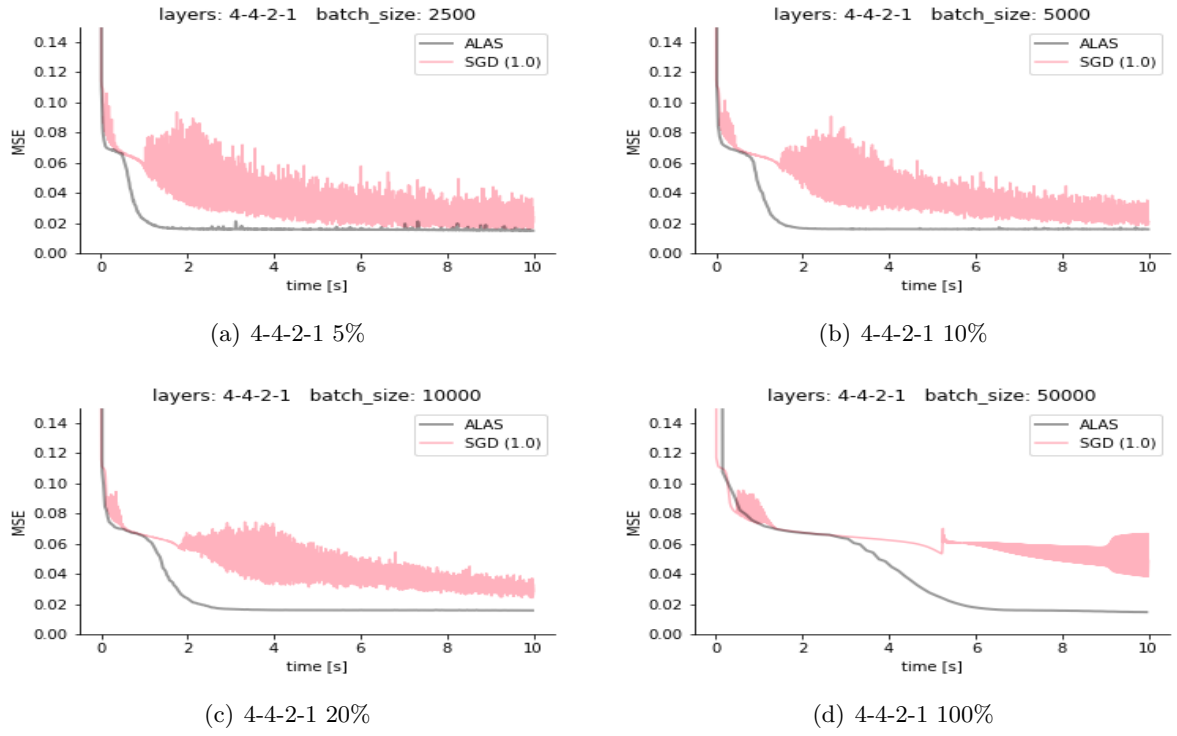 layers: 4-4-2-1 batch_size: 2500
0.14
0.12
0.10
0.08
0.06
0.04
0.02
0.00
MSE
ALAS
SGD (1.0)
0 2 4 6 8 10
time [s]
(a) 4-4-2-1 5%
layers: 4-4-2-1 batch_size: 5000
0.14
0.12
0.10
0.08
0.06
0.04
0.02
0.00
MSE
ALAS
SGD (1.0)
0 2 4 6 8 10
time [s]
(b) 4-4-2-1 10%
layers: 4-4-2-1 batch_size: 10000
0.14
0.12
0.10
0.08
0.06
0.04
0.02
0.00
MSE
ALAS
SGD (1.0)
0 2 4 6 8 10
time [s]
(c) 4-4-2-1 20%
layers: 4-4-2-1 batch_size: 50000
0.14
0.12
0.10
0.08
0.06
0.04
0.02
0.00
MSE
ALAS
SGD (1.0)
0 2 4 6 8 10
time [s]
(d) 4-4-2-1 100%